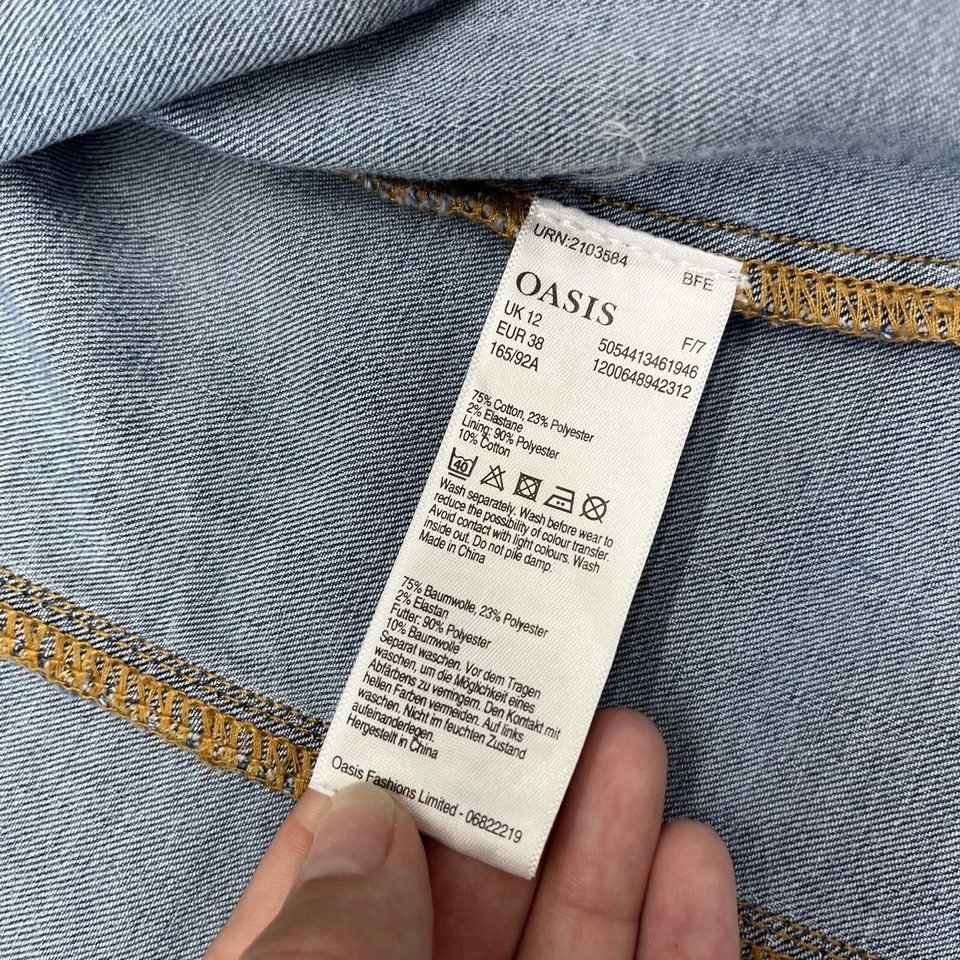 URN:2103584
BFE
OASIS
F/7
UK 12
5054413461946
EUR 38
1200648942312
165/92A
75% Cotton, 23% Polyester
2% Elastane
Lining: 90% Polyester
10% Cotton
40
Wash separately. Wash before wear to
reduce the possibility of colour transfer.
Avoid contact with light colours. Wash
inside out. Do not pile damp.
Made in China
75% Baumwolle, 23% Polyester
2% Elastan
Futter: 90% Polyester
10% Baumwolle
Separat waschen. Vor dem Tragen
waschen, um die Möglichkeit eines
Abfärbens zu verringern. Den Kontakt mit
hellen Farben vermeiden. Auf links
waschen. Nicht im feuchten Zustand
aufeinanderlegen.
Hergestellt in China
Oasis Fashions Limited - 06822219